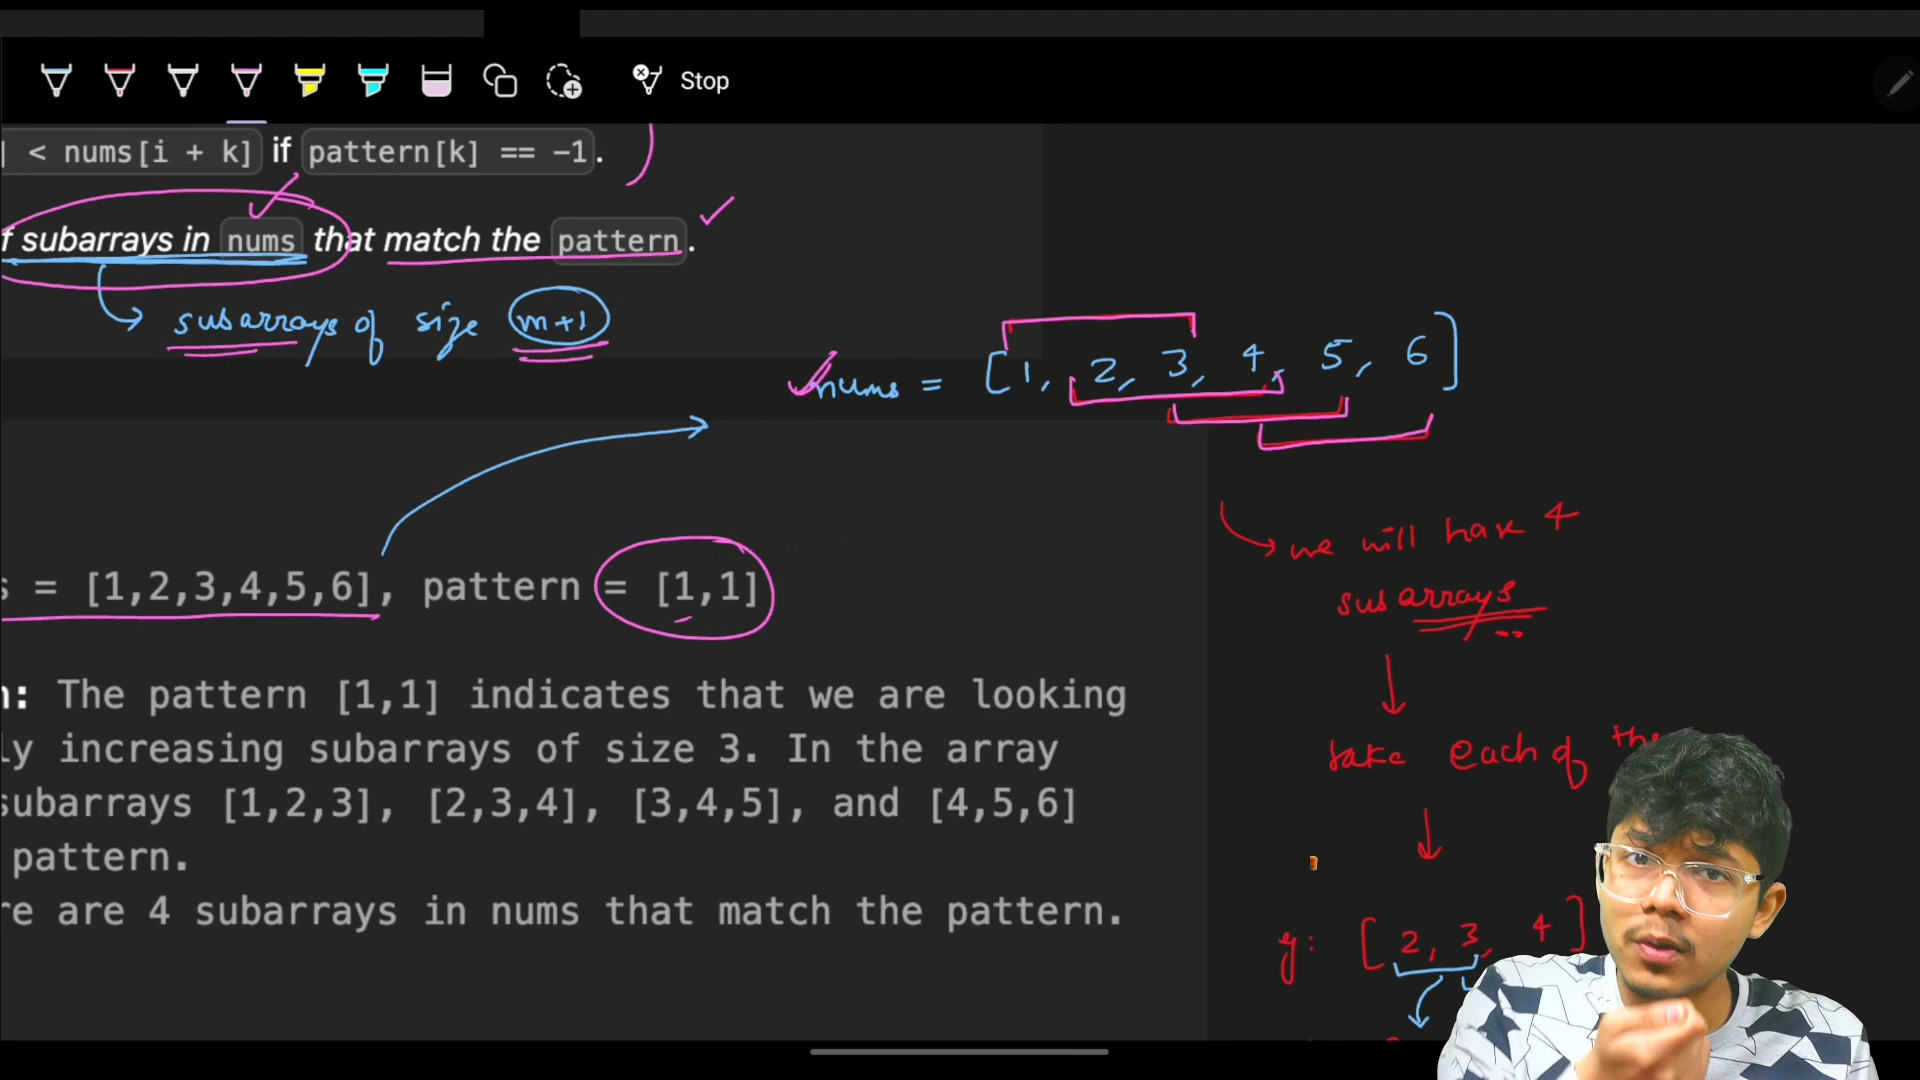 Stop
< nums[i + k] if pattern[k] == -1.
f subarrays in nums that match the pattern.
subarrays of size m+1
nums = [1, 2, 3, 4, 5, 6]
s = [1,2,3,4,5,6], pattern = [1,1]
we will have 4
subarrays
n: The pattern [1,1] indicates that we are looking
ly increasing subarrays of size 3. In the array
subarrays [1,2,3], [2,3,4], [3,4,5], and [4,5,6]
pattern.
re are 4 subarrays in nums that match the pattern.
take each of the
[2, 3, 4]